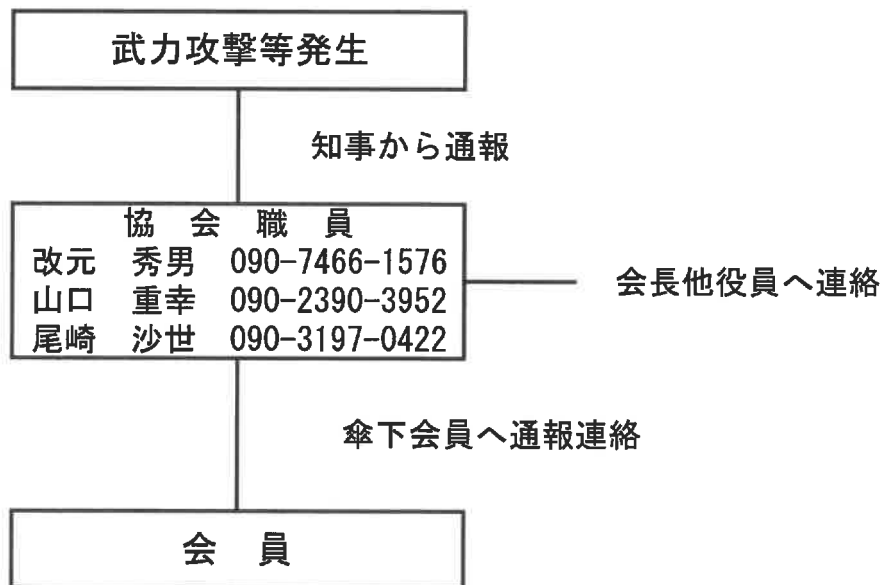 武力攻撃等発生
知事から通報
協　会　職　員
改元　秀男　090-7466-1576
山口　重幸　090-2390-3952
尾崎　沙世　090-3197-0422
会長他役員へ連絡
傘下会員へ通報連絡
会　員